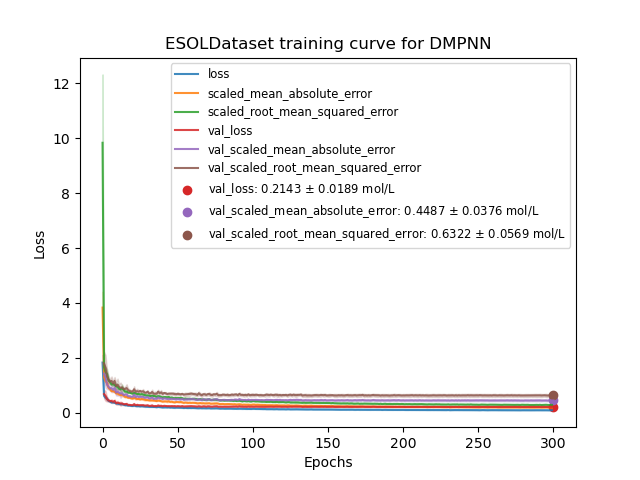 ESOLDataset training curve for DMPNN
loss
scaled_mean_absolute_error
scaled_root_mean_squared_error
val_loss
val_scaled_mean_absolute_error
val_scaled_root_mean_squared_error
val_loss: 0.2143 ± 0.0189 mol/L
val_scaled_mean_absolute_error: 0.4487 ± 0.0376 mol/L
val_scaled_root_mean_squared_error: 0.6322 ± 0.0569 mol/L
Loss
12
10
8
6
4
2
0
0 50 100 150 200 250 300
Epochs